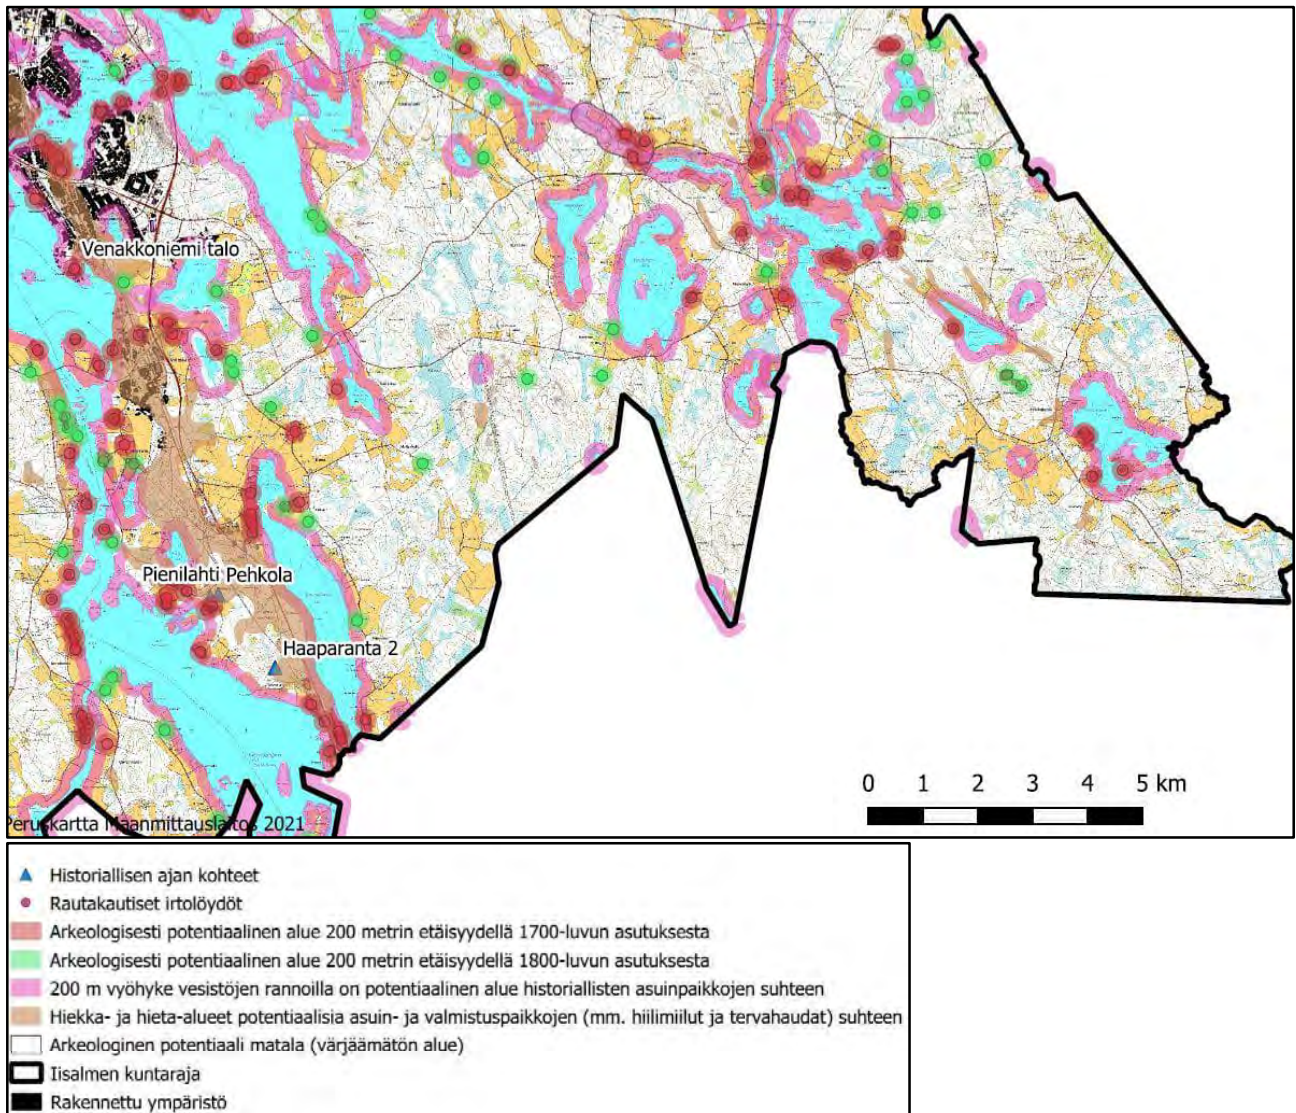 Venakkoniemi talo
Pienilahti Pehkola
Haaparanta 2
0 1 2 3 4 5 km
Peruskartta Maanmittauslaitos 2021
Historiallisen ajan kohteet
Rautakautiset irtolöydöt
Arkeologisesti potentiaalinen alue 200 metrin etäisyydellä 1700-luvun asutuksesta
Arkeologisesti potentiaalinen alue 200 metrin etäisyydellä 1800-luvun asutuksesta
200 m vyöhyke vesistöjen rannoilla on potentiaalinen alue historiallisten asuinpaikkojen suhteen
Hiekka- ja hieta-alueet potentiaalisia asuin- ja valmistuspaikkojen (mm. hiilimiilut ja tervahaudat) suhteen
Arkeologinen potentiaali matala (värjäämätön alue)
Iisalmen kuntaraja
Rakennettu ympäristö